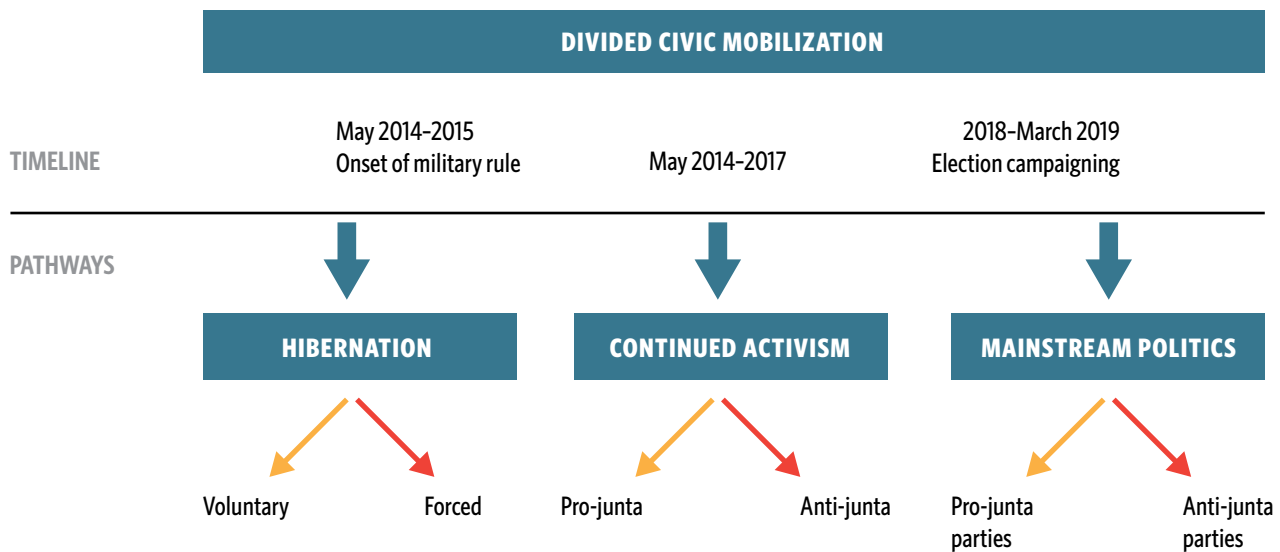 DIVIDED CIVIC MOBILIZATION
TIMELINE
May 2014–2015
Onset of military rule
May 2014–2017
2018–March 2019
Election campaigning
PATHWAYS
HIBERNATION
CONTINUED ACTIVISM
MAINSTREAM POLITICS
Voluntary
Forced
Pro-junta
Anti-junta
Pro-junta
parties
Anti-junta
parties